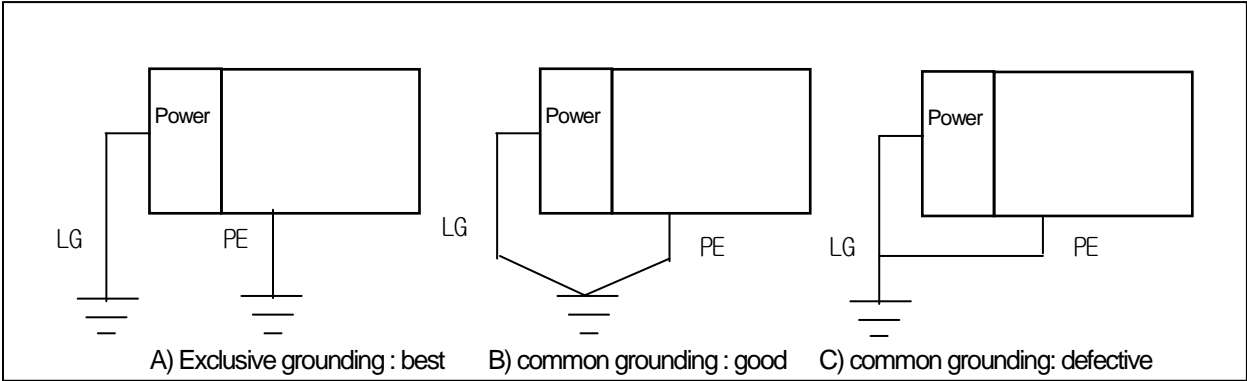 Power
LG
PE
Power
LG
PE
Power
LG
PE
A) Exclusive grounding : best
B) common grounding : good
C) common grounding: defective